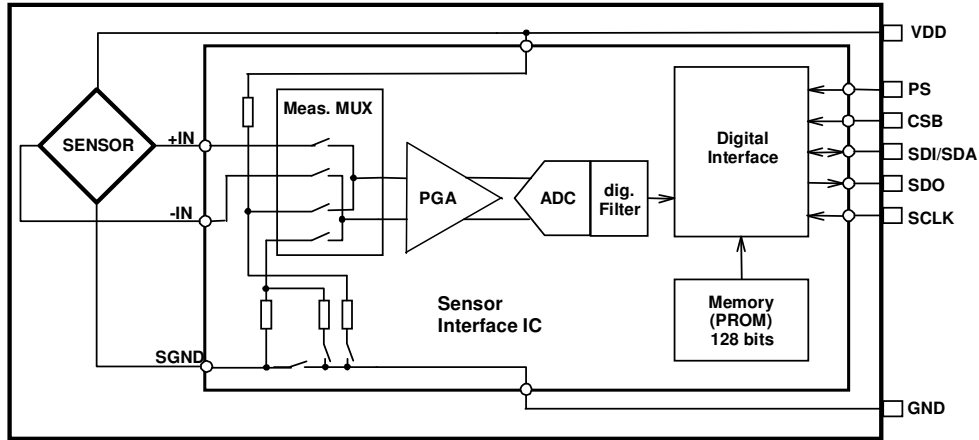 VDD
PS
Meas. MUX
CSB
SENSOR
+IN
Digital
Interface
SDI/SDA
PGA
ADC
dig.
Filter
SDO
-IN
SCLK
Sensor
Interface IC
Memory
(PROM)
128 bits
SGND
GND